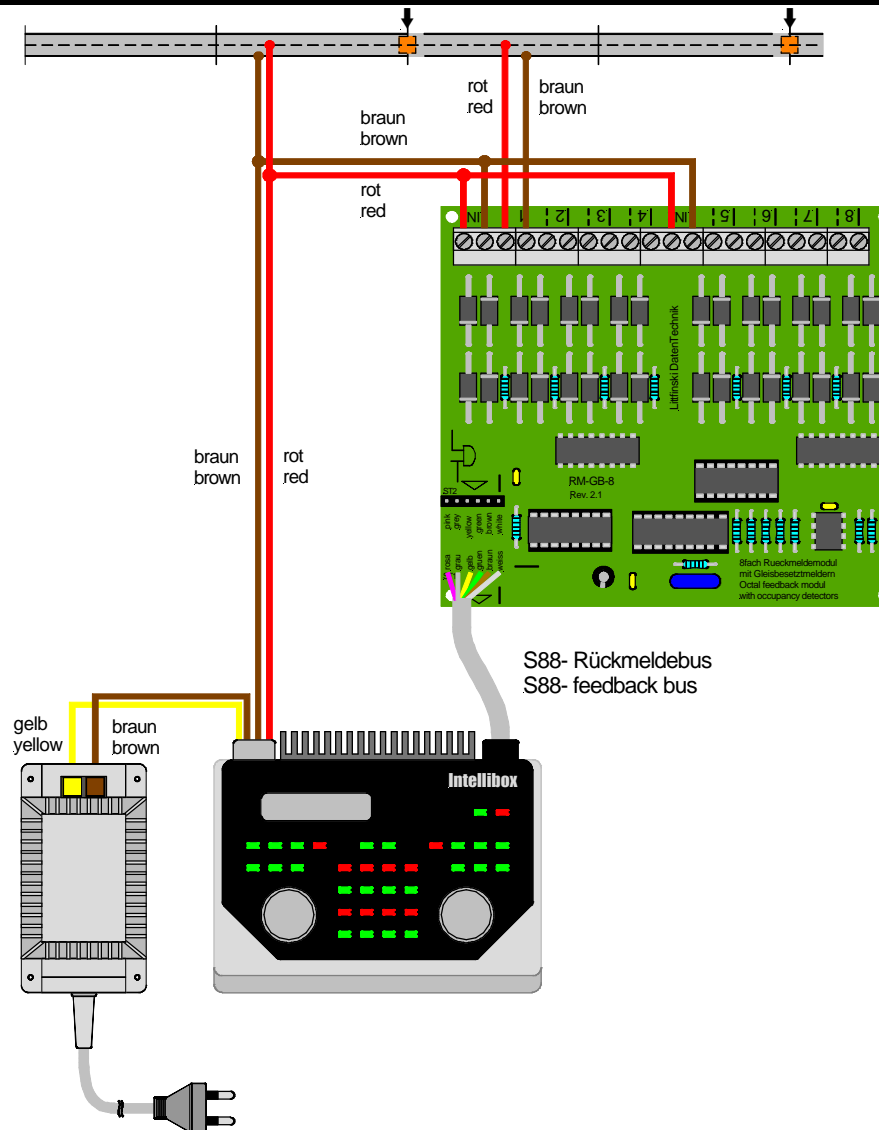 rot
red
braun
brown
braun
brown
rot
red
IN 1 2 3 4 IN 5 6 7 8
Littfinski DatenTechnik
braun
brown
rot
red
RM-GB-8
Rev. 2.1
ST2
pink
grey
yellow
green
brown
white
rosa
grau
gelb
gruen
braun
weiss
8fach Rueckmeldemodul
mit Gleisbesetztmeldern
Octal feedback modul
with occupancy detectors
S88- Rückmeldebus
S88- feedback bus
gelb
yellow
braun
brown
Intellibox